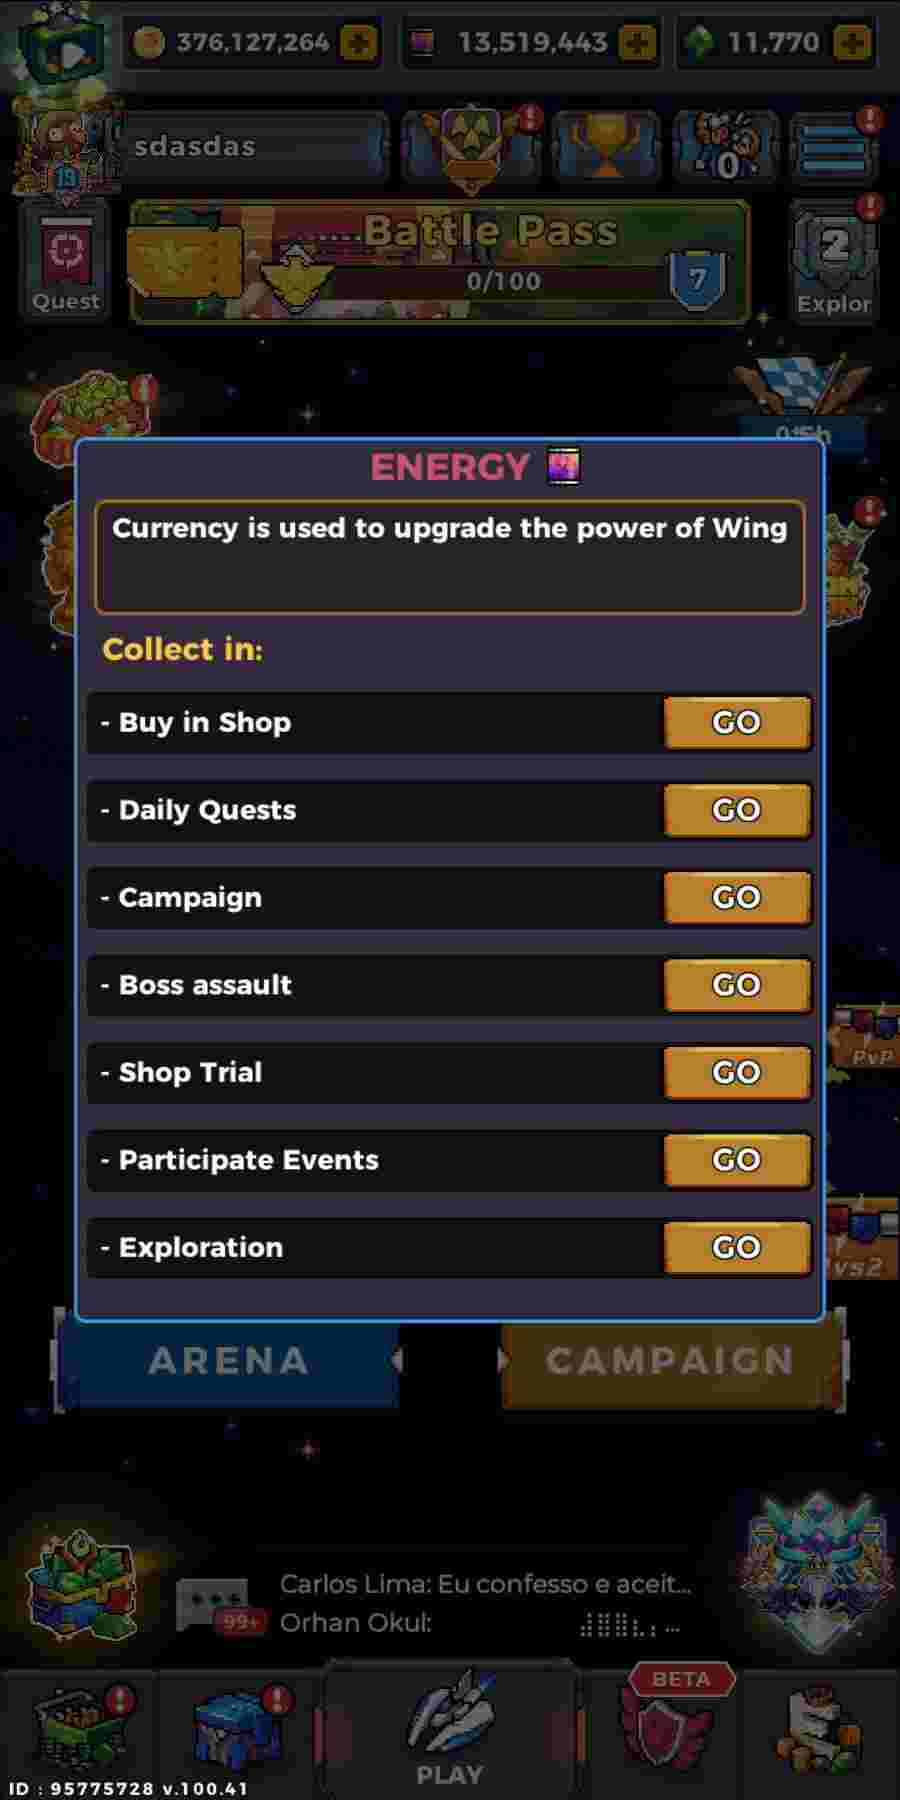 376,127,264
13,519,443
11,770
sdasdas
19
0
Battle Pass
Quest
0/100
7
2
Explor
ENERGY
Currency is used to upgrade the power of Wing
Collect in:
- Buy in Shop GO
- Daily Quests GO
- Campaign GO
- Boss assault GO
- Shop Trial GO
- Participate Events GO
- Exploration GO
PvP
vs2
ARENA
CAMPAIGN
Carlos Lima: Eu confesso e aceit...
99+
Orhan Okul:
BETA
PLAY
ID : 95775728 v.100.41